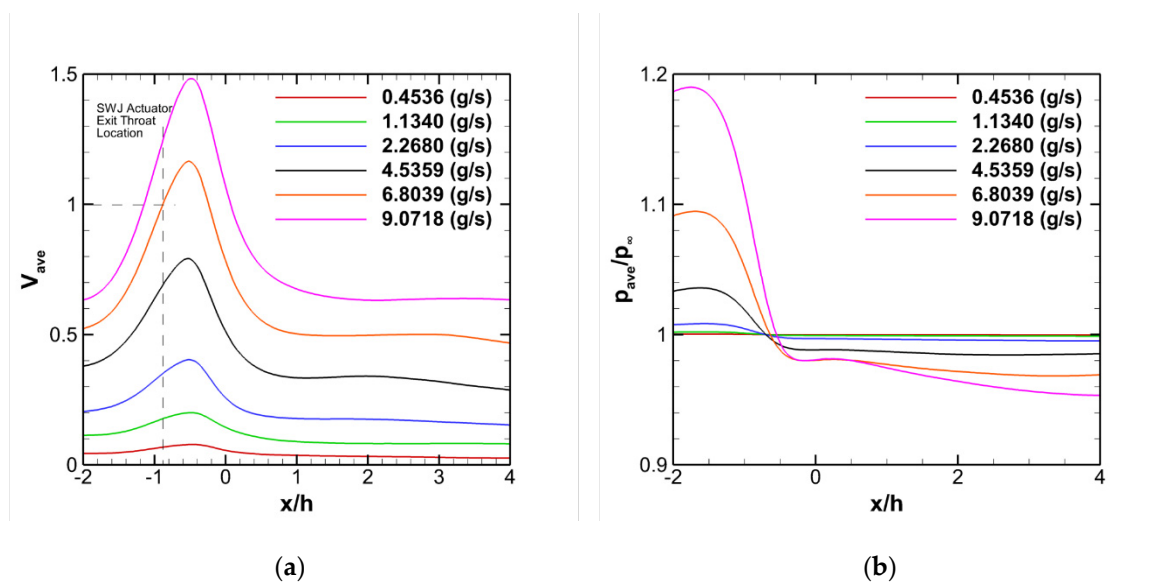 1.5
1
0.5
0
-2
-1
0
1
2
3
4
V ave
x/h
SWJ Actuator
Exit Throat
Location
0.4536 (g/s)
1.1340 (g/s)
2.2680 (g/s)
4.5359 (g/s)
6.8039 (g/s)
9.0718 (g/s)
(a)
1.2
1.1
1
0.9
-2
0
2
4
p ave/p∞
x/h
0.4536 (g/s)
1.1340 (g/s)
2.2680 (g/s)
4.5359 (g/s)
6.8039 (g/s)
9.0718 (g/s)
(b)